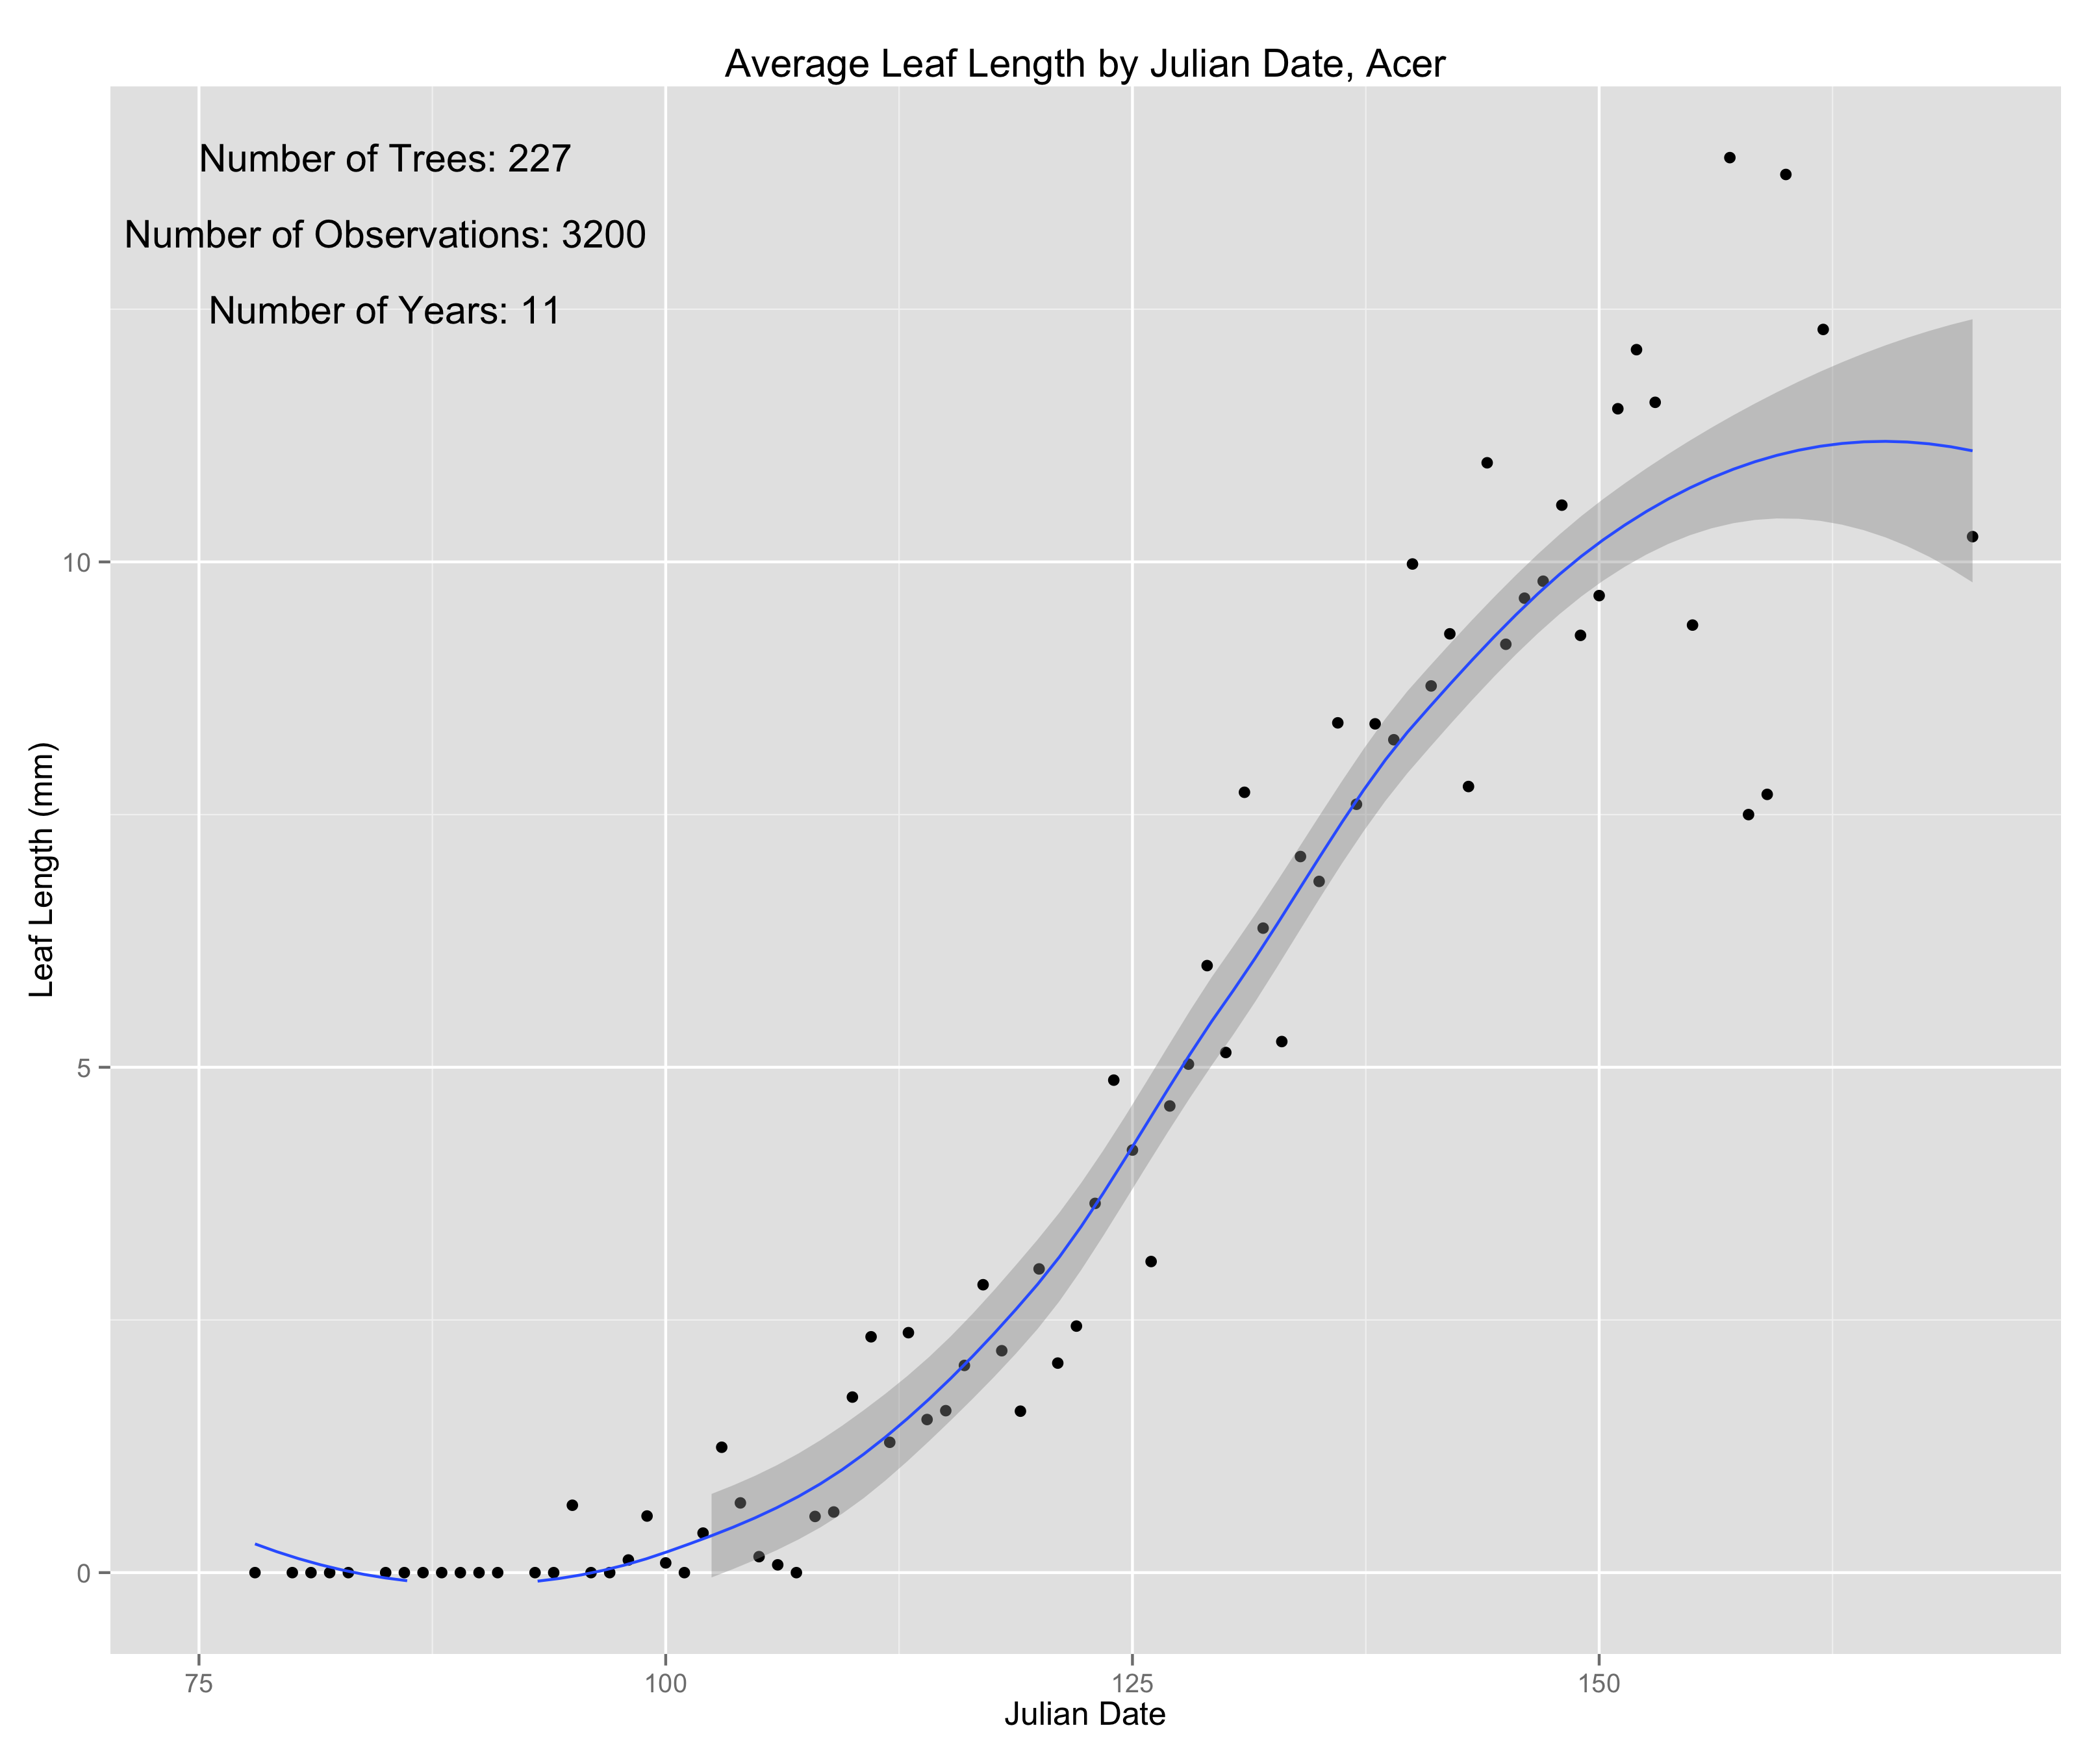 Average Leaf Length by Julian Date, Acer
Number of Trees: 227
Number of Observations: 3200
Number of Years: 11
Leaf Length (mm)
10
5
0
75
100
125
150
Julian Date